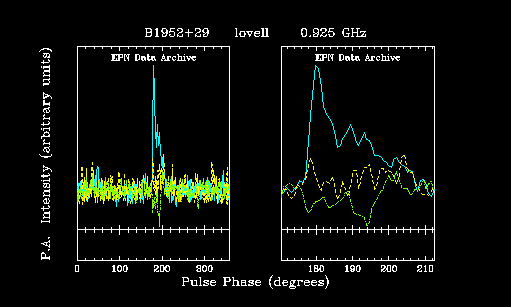 B1952+29 lovell 0.925 GHz
EPN Data Archive EPN Data Archive
P.A. Intensity (arbitrary units)
0 100 200 300 180 190 200 210
Pulse Phase (degrees)